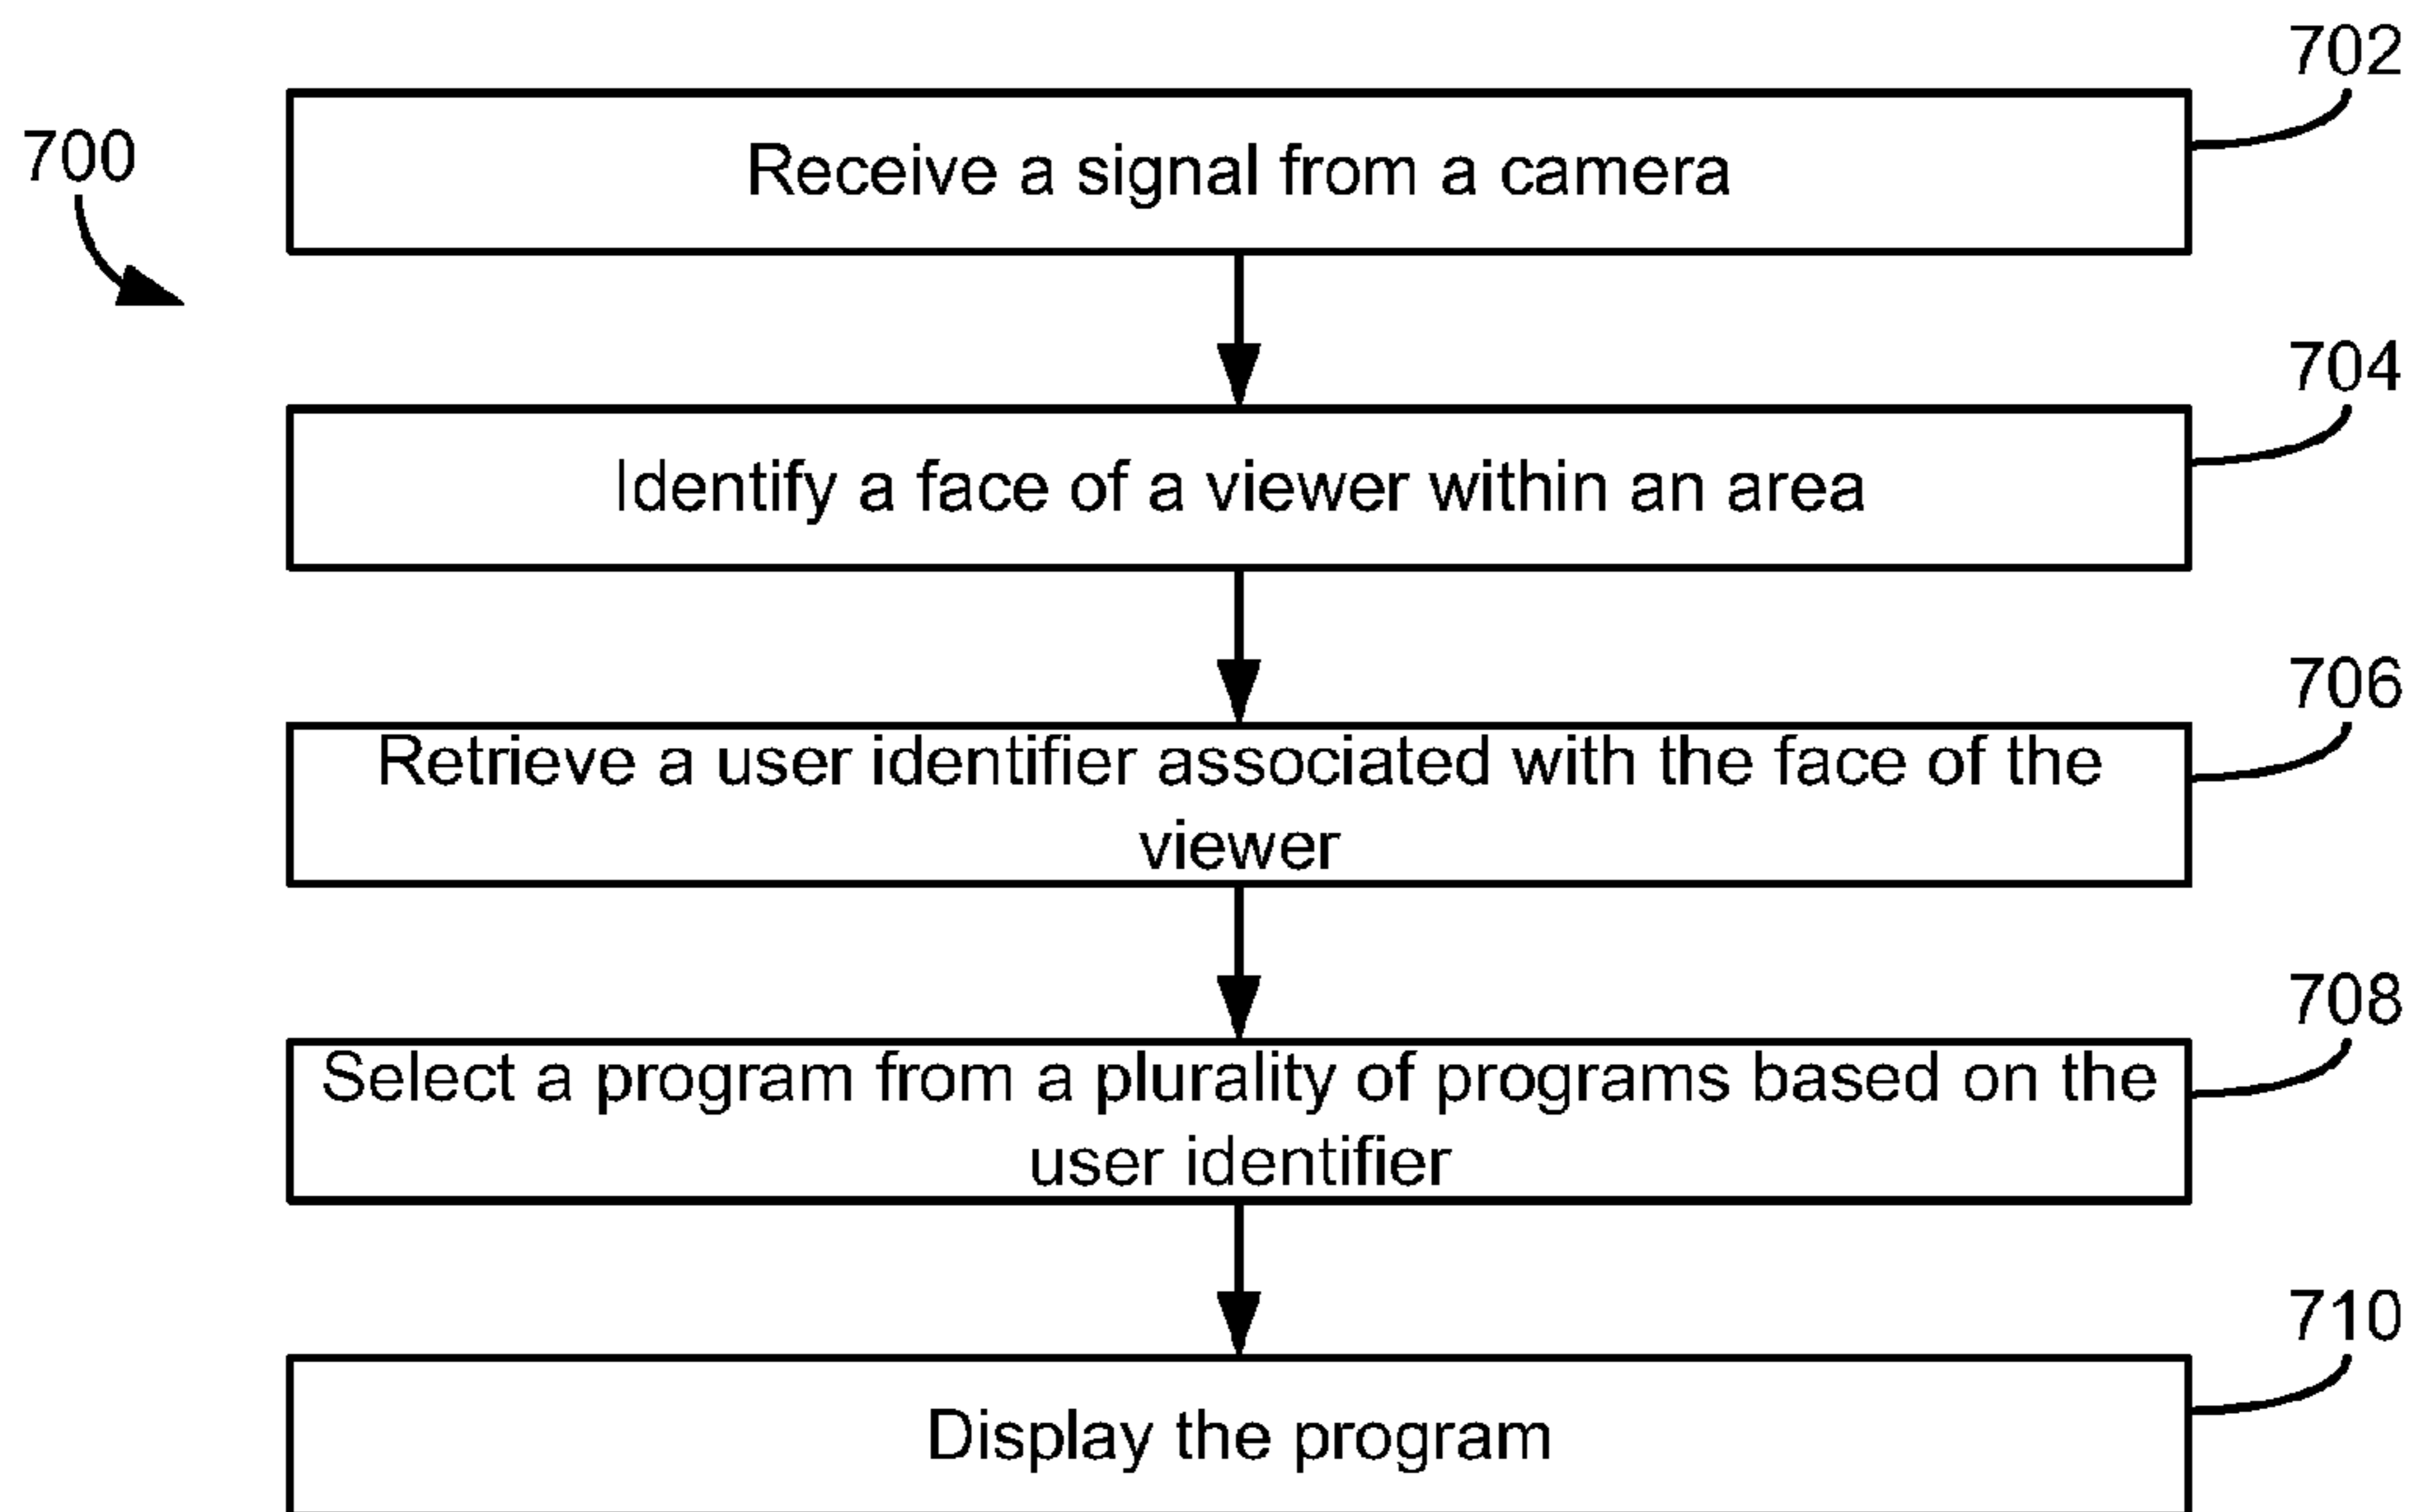 702
700
Receive a signal from a camera
704
Identify a face of a viewer within an area
706
Retrieve a user identifier associated with the face of the
viewer
708
Select a program from a plurality of programs based on the
user identifier
710
Display the program